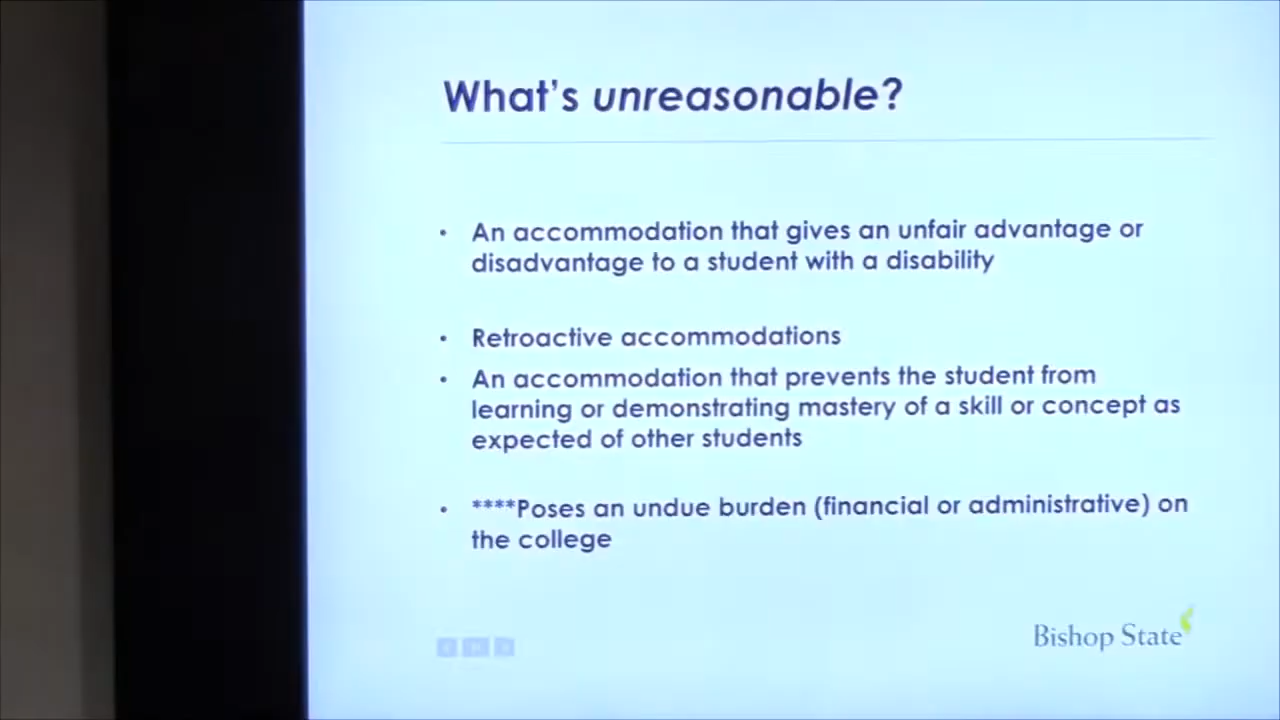 What's unreasonable?
• An accommodation that gives an unfair advantage or
disadvantage to a student with a disability
• Retroactive accommodations
• An accommodation that prevents the student from
learning or demonstrating mastery of a skill or concept as
expected of other students
• ****Poses an undue burden (financial or administrative) on
the college
Bishop State